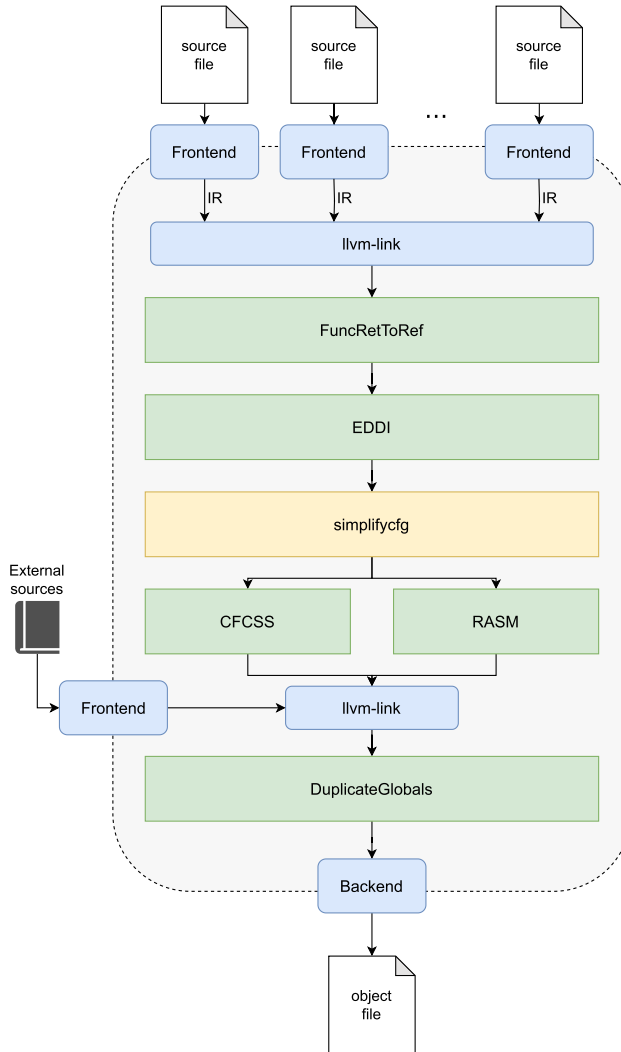 source
file
source
file
source
file
...
Frontend
Frontend
Frontend
IR
IR
IR
llvm-link
FuncRetToRef
EDDI
simplifycfg
External
sources
CFCSS
RASM
Frontend
llvm-link
DuplicateGlobals
Backend
object
file